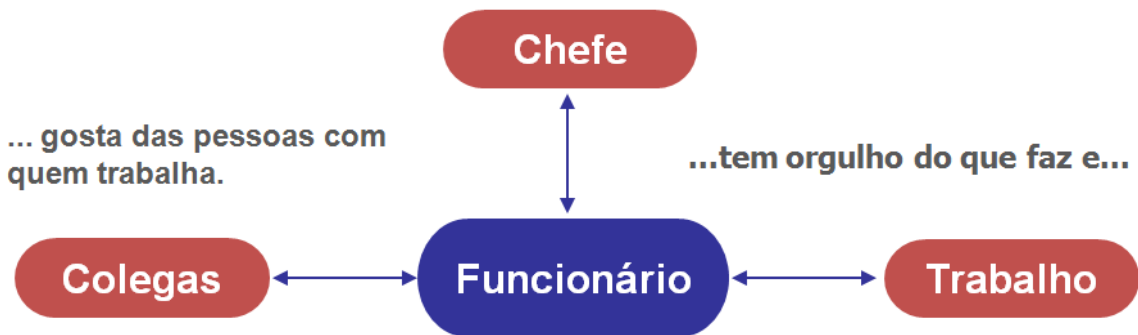 Chefe
... gosta das pessoas com
quem trabalha.
...tem orgulho do que faz e...
Colegas
Funcionário
Trabalho